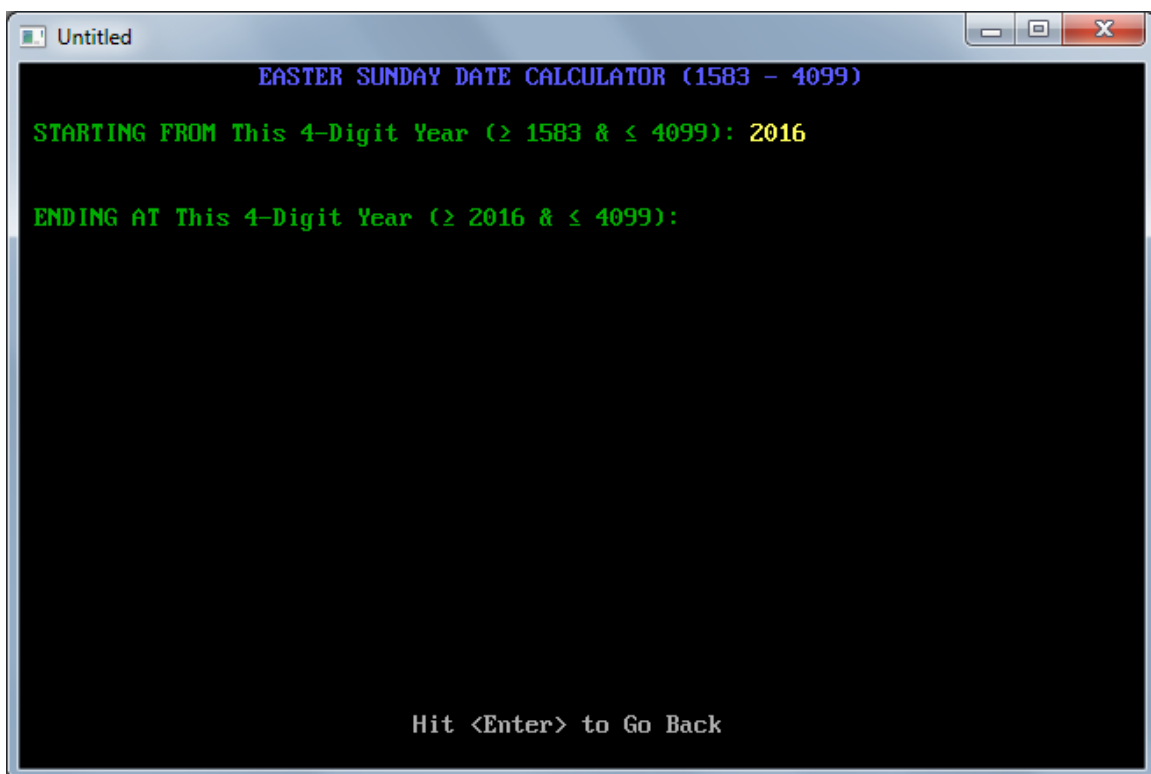 Untitled
EASTER SUNDAY DATE CALCULATOR (1583 - 4099)
STARTING FROM This 4-Digit Year (≥ 1583 & ≤ 4099): 2016
ENDING AT This 4-Digit Year (≥ 2016 & ≤ 4099):
Hit <Enter> to Go Back